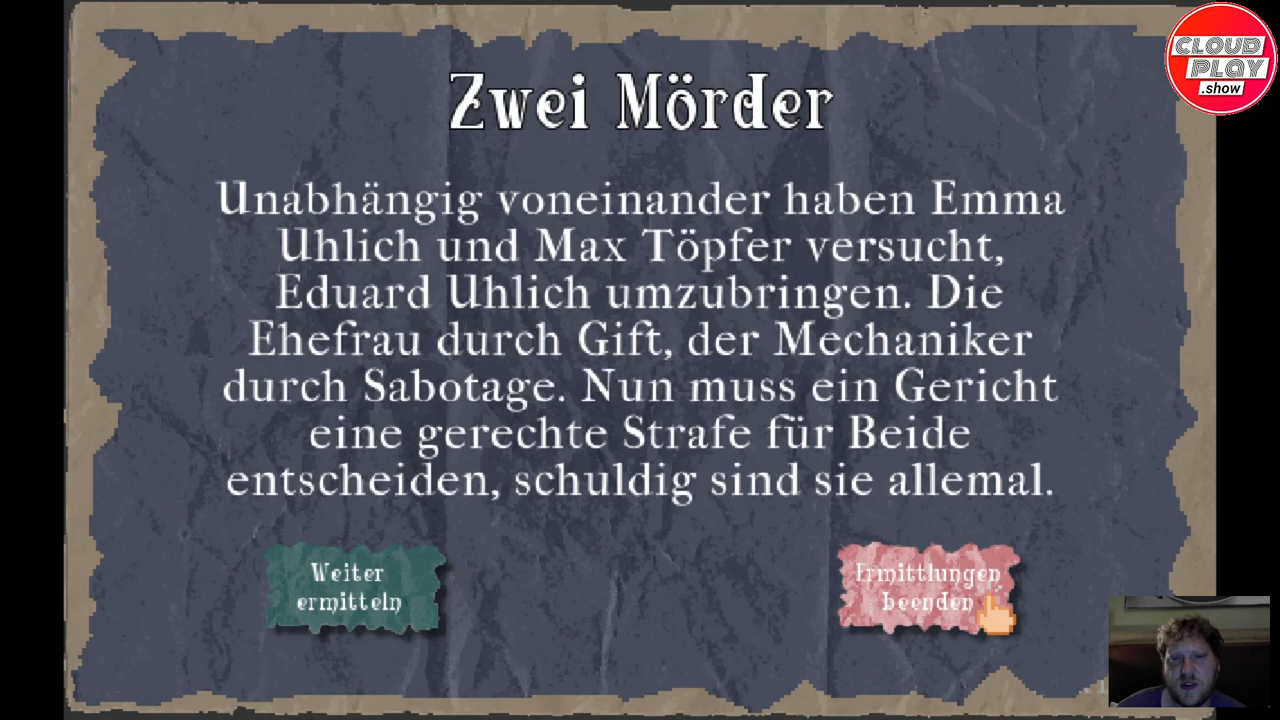 CLOUD
PLAY
.show
Zwei Mörder
Unabhängig voneinander haben Emma
Uhlich und Max Töpfer versucht,
Eduard Uhlich umzubringen. Die
Ehefrau durch Gift, der Mechaniker
durch Sabotage. Nun muss ein Gericht
eine gerechte Strafe für Beide
entscheiden, schuldig sind sie allemal.
Weiter
ermitteln
Ermittlungen
beenden